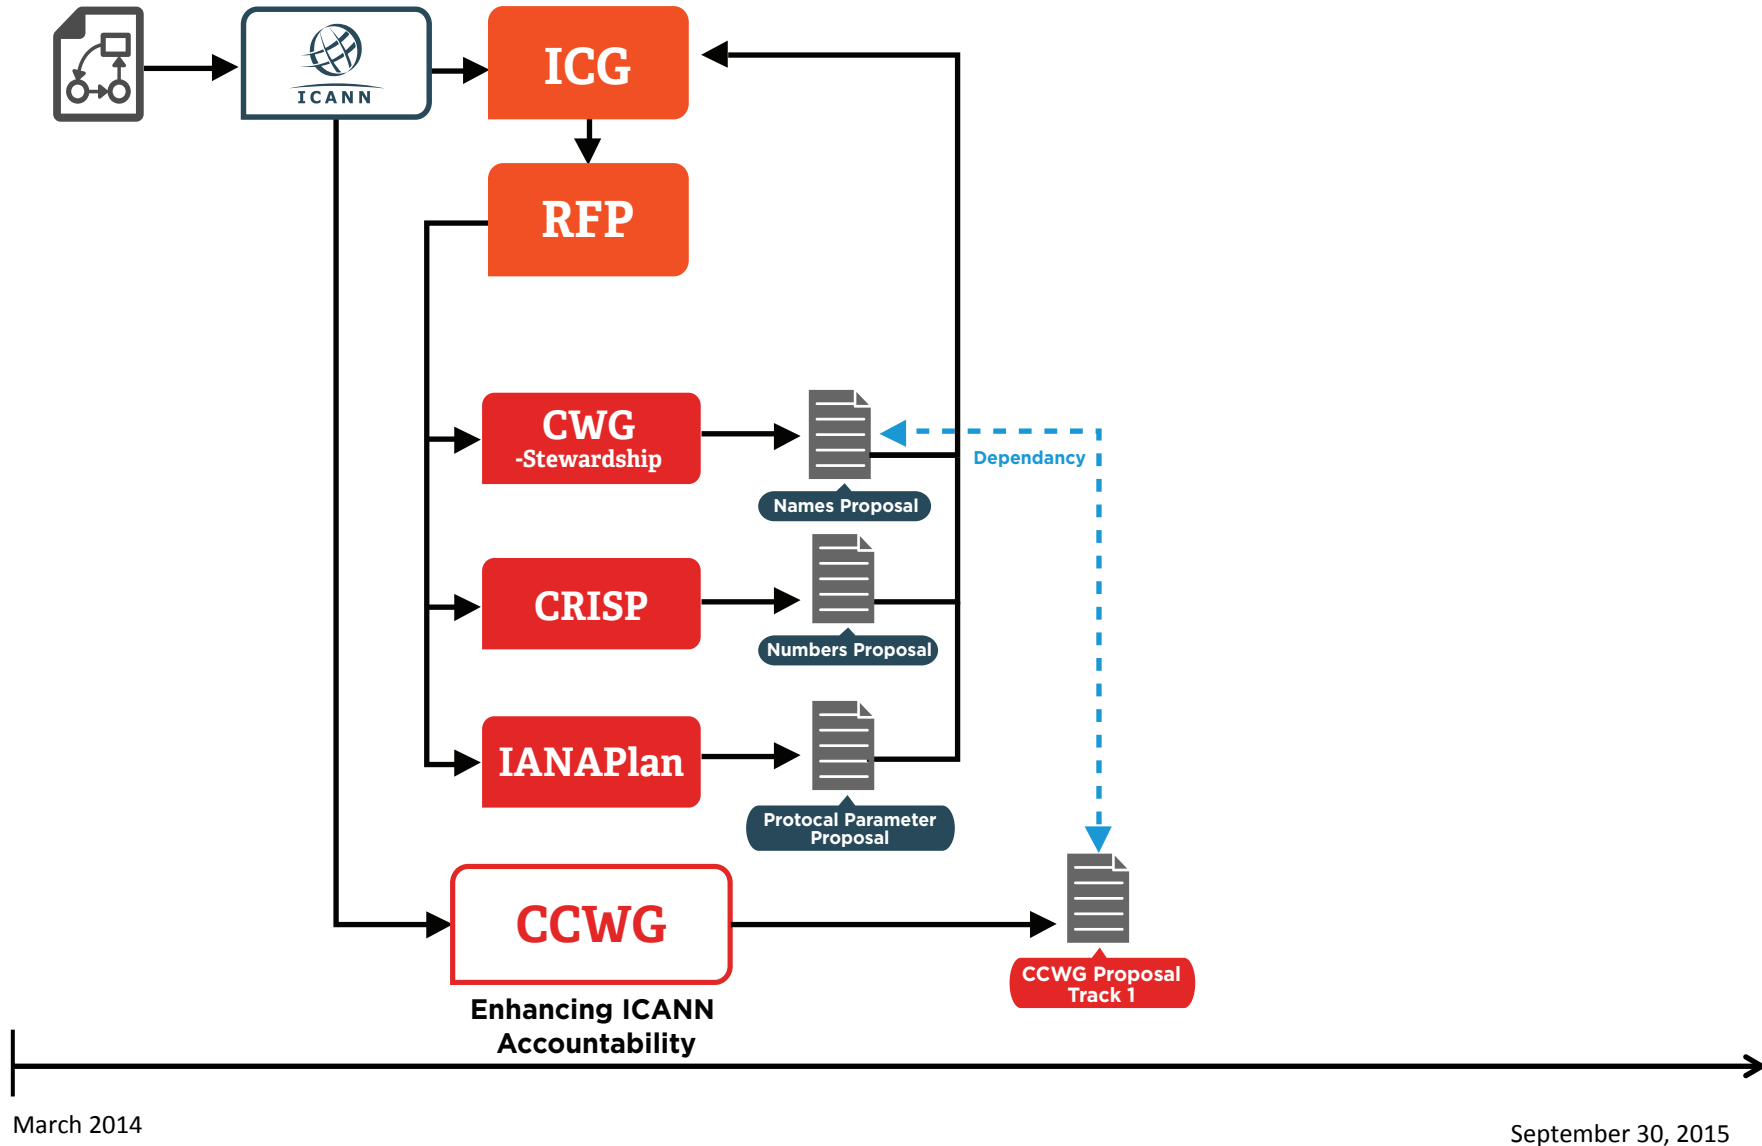 ICANN
ICG
RFP
CWG
-Stewardship
Names Proposal
Dependancy
CRISP
Numbers Proposal
IANAPlan
Protocal Parameter
Proposal
CCWG
CCWG Proposal
Track 1
Enhancing ICANN
Accountability
March 2014
September 30, 2015